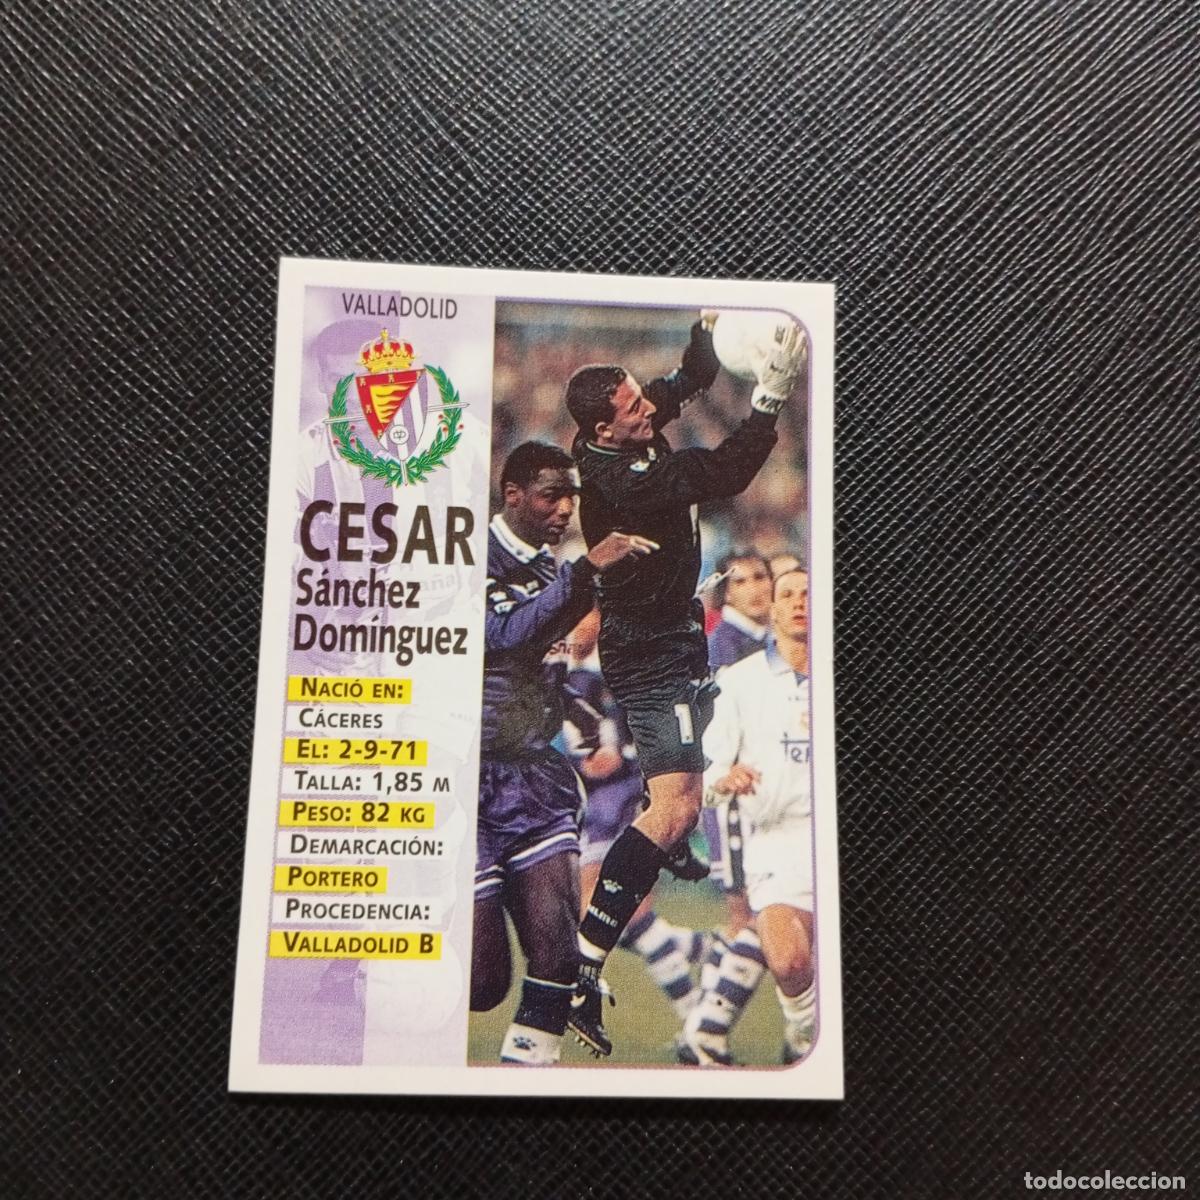 VALLADOLID
CESAR
Sánchez
Domínguez
NACIÓ EN:
CÁCERES
EL: 2-9-71
TALLA: 1,85 M
PESO: 82 KG
DEMARCACIÓN:
PORTERO
PROCEDENCIA:
VALLADOLID B
1
todocoleccion